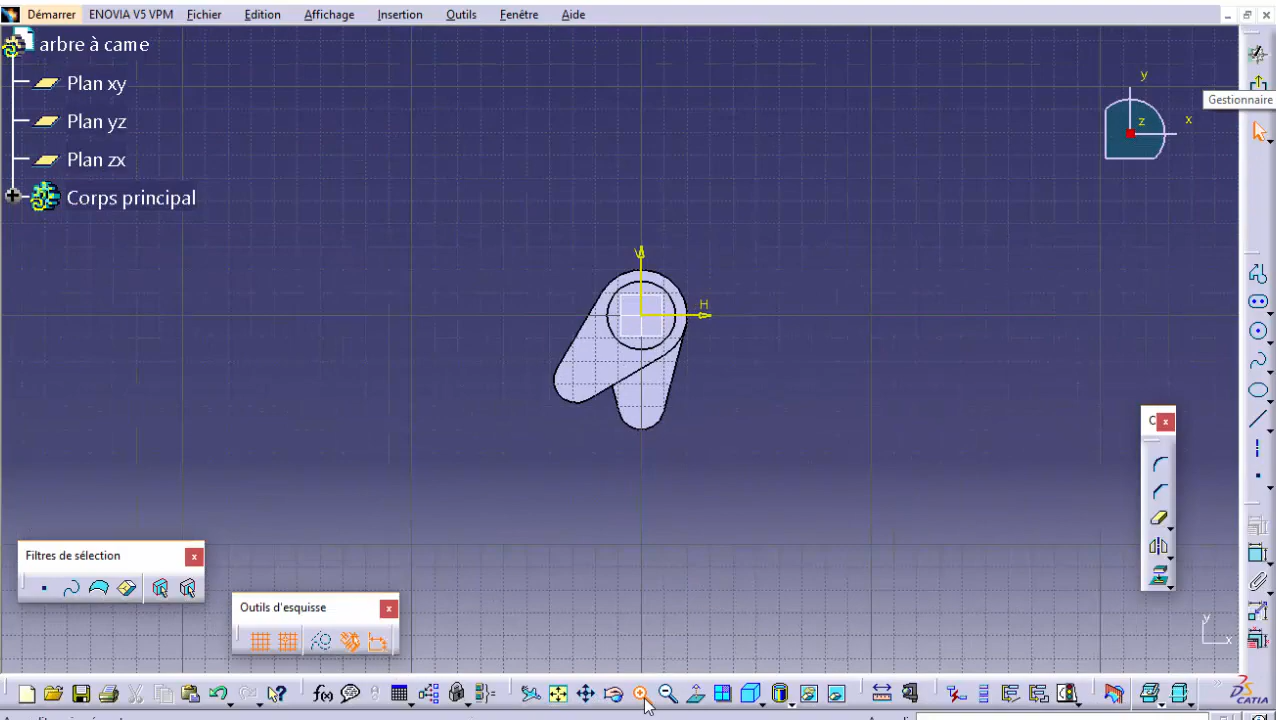 Démarrer ENOVIA V5 VPM Fichier Edition Affichage Insertion Outils Fenêtre Aide
arbre à came
Plan xy
Plan yz
Plan zx
Corps principal
y
x
z
Gestionnaire
V
H
C
Filtres de sélection
Outils d'esquisse
y
x
f(x)
CATIA